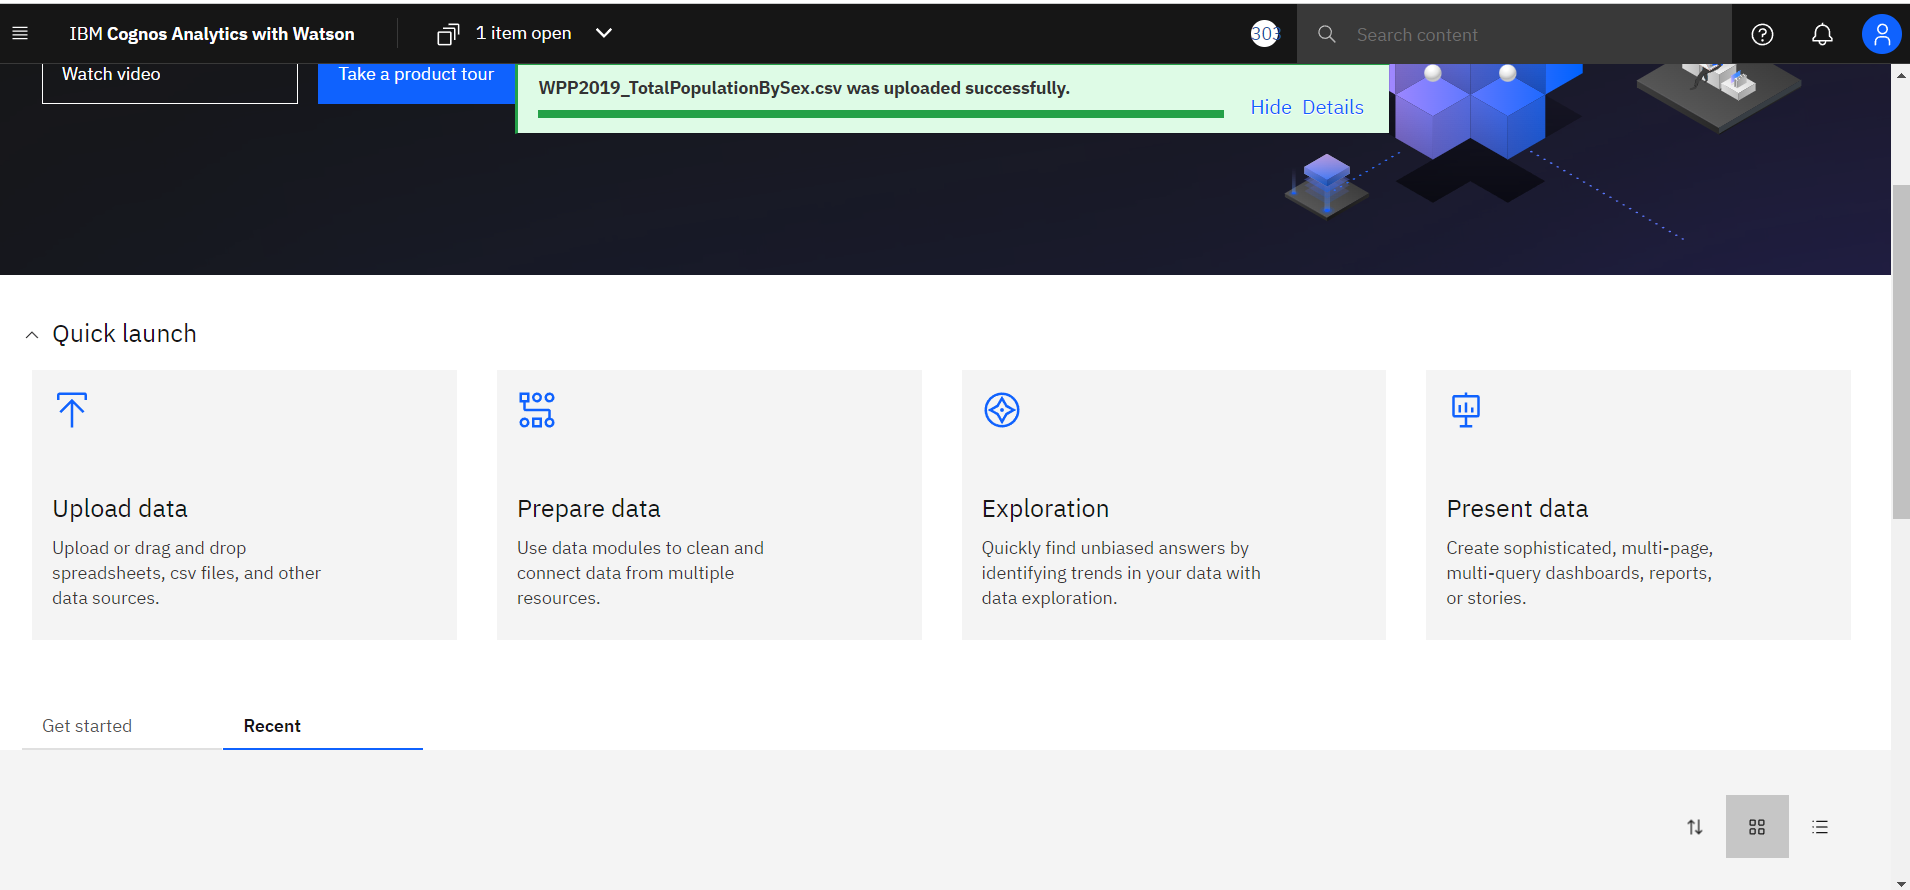 IBM Cognos Analytics with Watson
1 item open
303
Search content
Watch video
Take a product tour
WPP2019_TotalPopulationBySex.csv was uploaded successfully.
Hide Details
Quick launch
Upload data
Upload or drag and drop
spreadsheets, csv files, and other
data sources.
Prepare data
Use data modules to clean and
connect data from multiple
resources.
Exploration
Quickly find unbiased answers by
identifying trends in your data with
data exploration.
Present data
Create sophisticated, multi-page,
multi-query dashboards, reports,
or stories.
Get started
Recent